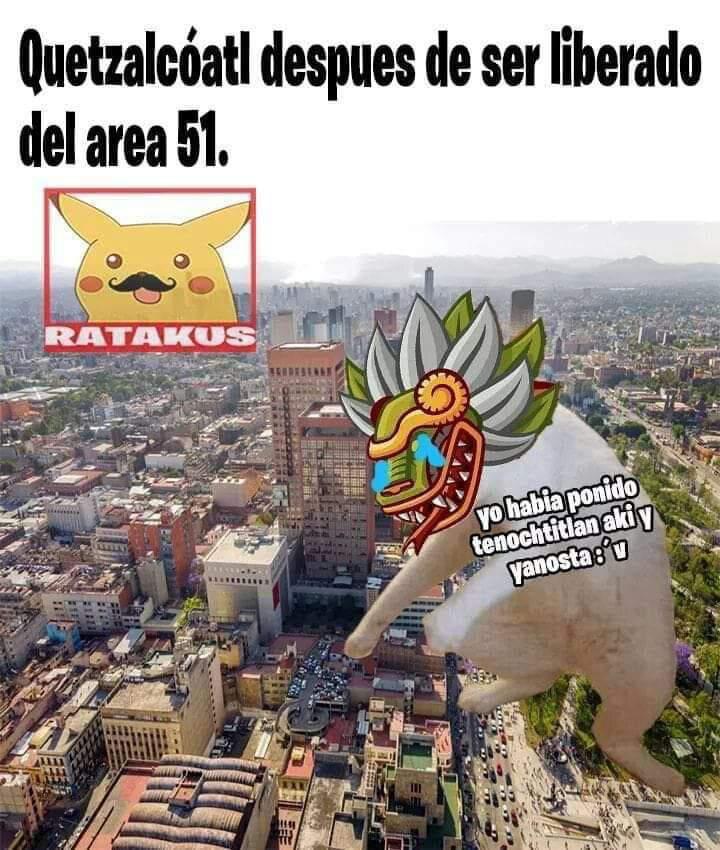 Quetzalcóatl despues de ser liberado
del area 51.
RATAKUS
yo habia ponido
tenochtitlan aki y
yanosta :´v